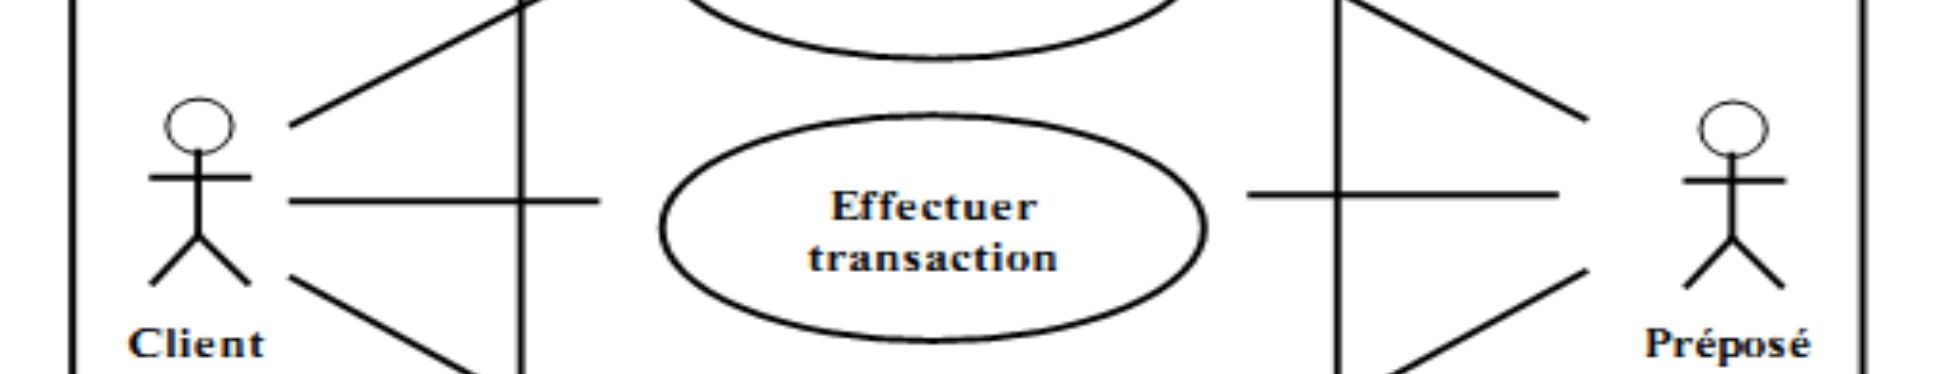 Effectuer
transaction
Client
Préposé